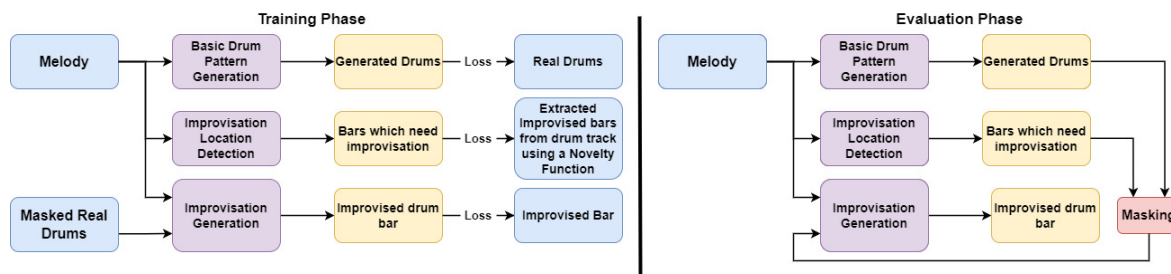 Training Phase
Melody
Basic Drum
Pattern
Generation
Generated Drums
Loss
Real Drums
Improvisation
Location
Detection
Bars which need
improvisation
Loss
Extracted
Improvised bars
from drum track
using a Novelty
Function
Masked Real
Drums
Improvisation
Generation
Improvised drum
bar
Loss
Improvised Bar
Evaluation Phase
Melody
Basic Drum
Pattern
Generation
Generated Drums
Improvisation
Location
Detection
Bars which need
improvisation
Improvisation
Generation
Improvised drum
bar
Masking